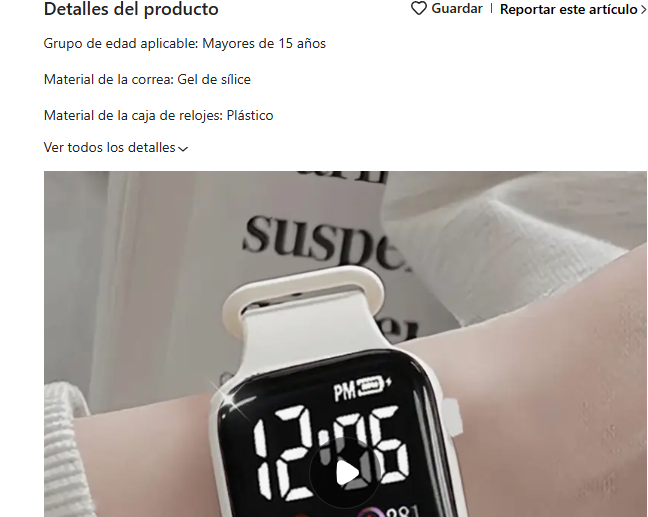 Detalles del producto
Guardar
Reportar este artículo
Grupo de edad aplicable: Mayores de 15 años
Material de la correa: Gel de sílice
Material de la caja de relojes: Plástico
Ver todos los detalles
suspe
PM
12:06
281